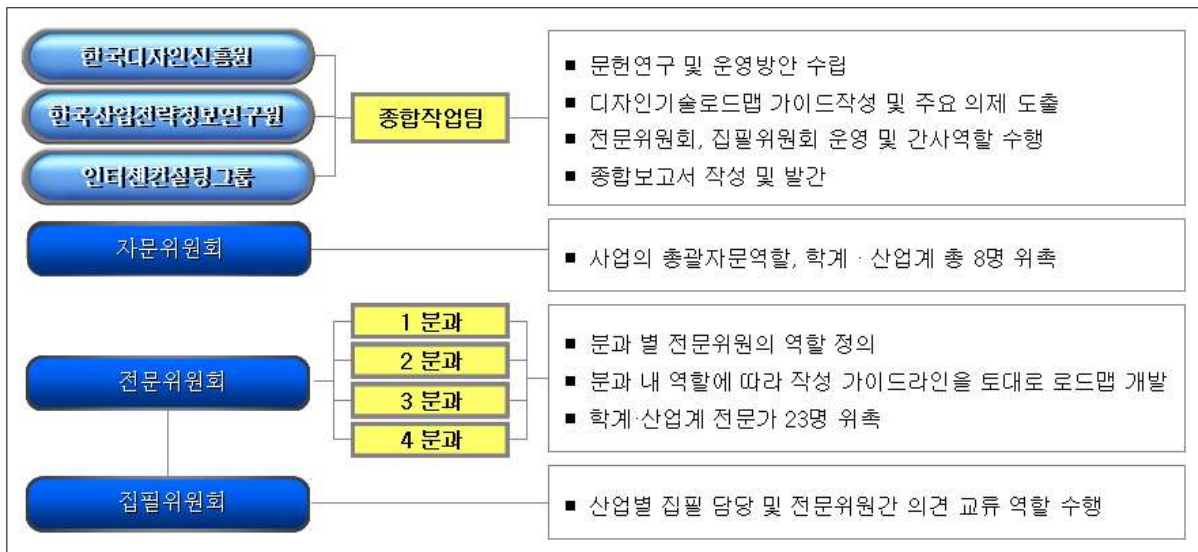 한국디자인진흥원
한국산업전략정보연구원
인터젠컨설팅그룹
종합작업팀
■ 문헌연구 및 운영방안 수립
■ 디자인기술로드맵 가이드작성 및 주요 의제 도출
■ 전문위원회, 집필위원회 운영 및 간사역할 수행
■ 종합보고서 작성 및 발간
자문위원회
■ 사업의 총괄자문역할, 학계 · 산업계 총 8명 위촉
전문위원회
1 분과
2 분과
3 분과
4 분과
■ 분과 별 전문위원의 역할 정의
■ 분과 내 역할에 따라 작성 가이드라인을 토대로 로드맵 개발
■ 학계·산업계 전문가 23명 위촉
집필위원회
■ 산업별 집필 담당 및 전문위원간 의견 교류 역할 수행